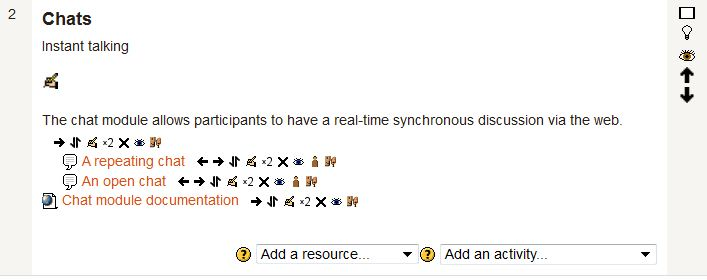 2
Chats
Instant talking
The chat module allows participants to have a real-time synchronous discussion via the web.
×2
A repeating chat ×2
An open chat ×2
Chat module documentation ×2
? Add a resource... ? Add an activity...